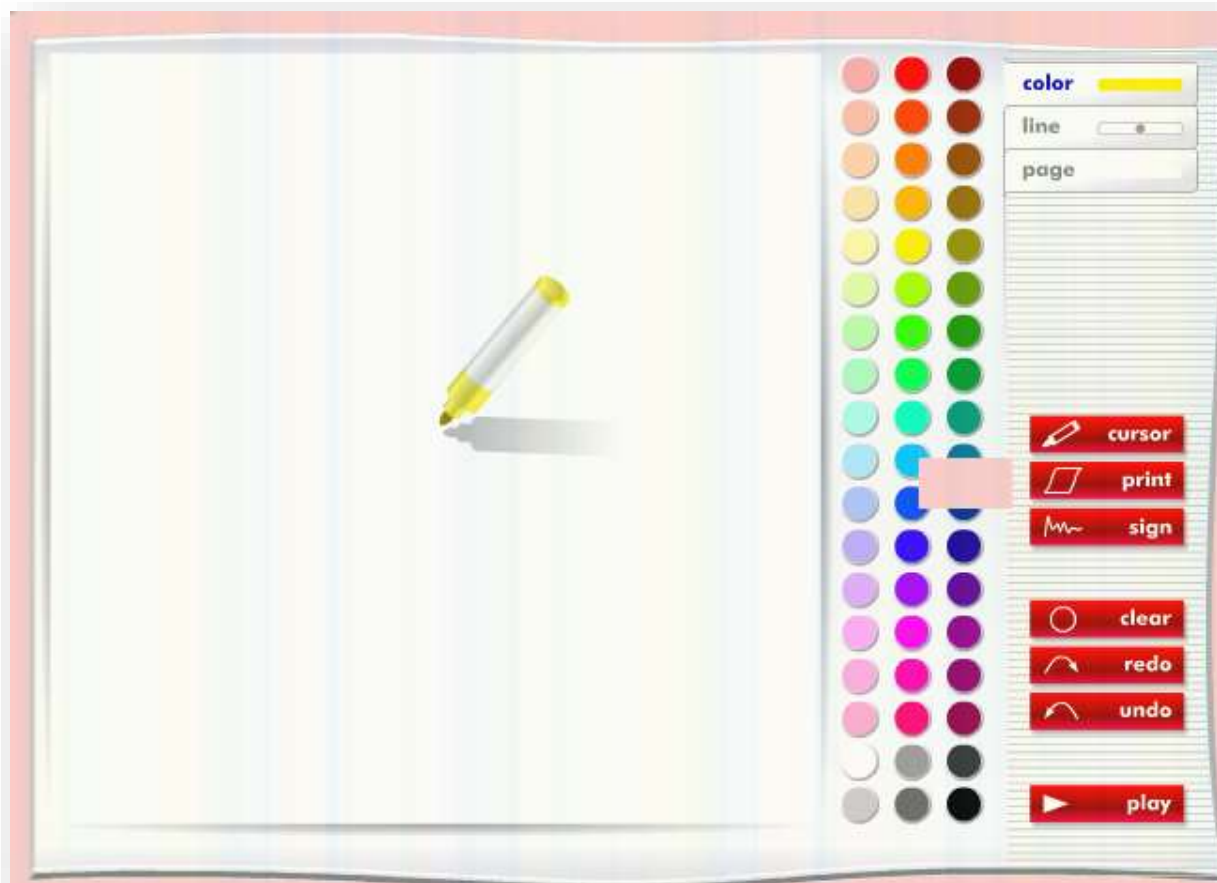 color
line
page
cursor
print
sign
clear
redo
undo
play